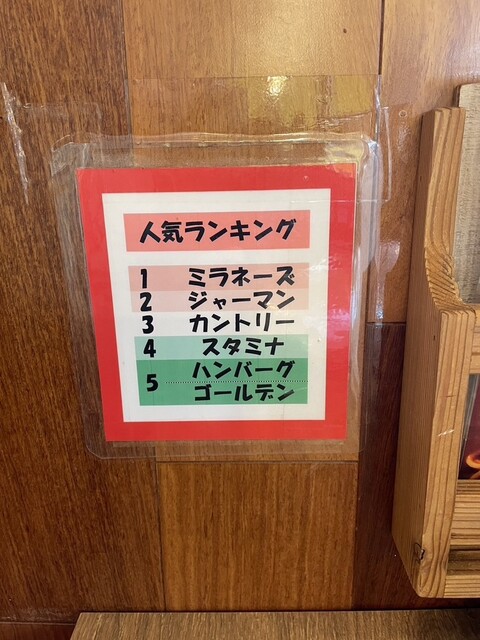 人気ランキング
1 ミラネーズ
2 ジャーマン
3 カントリー
4 スタミナ
5 ハンバーグ
ゴールデン